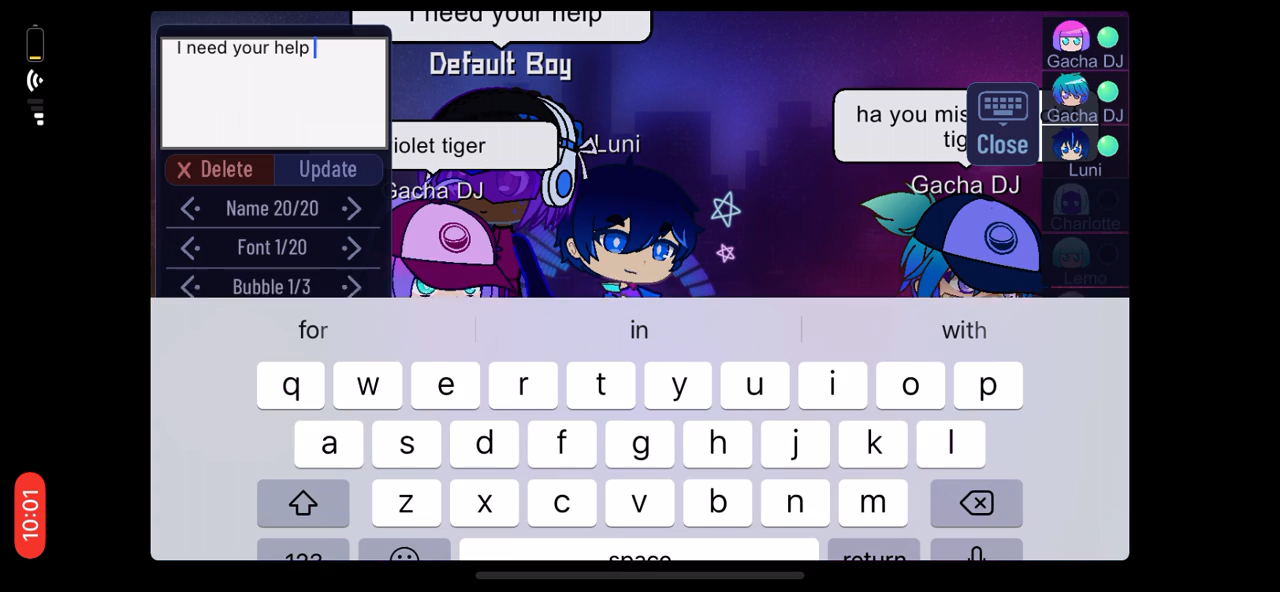 10:01
I need your help
Delete
Update
Name 20/20
Font 1/20
Bubble 1/3
I need your help
Default Boy
iolet tiger
Gacha DJ
Luni
ha you mis
tig
Gacha DJ
Close
Gacha DJ
Gacha DJ
Luni
Charlotte
Lemo
for in with
q w e r t y u i o p
a s d f g h j k l
z x c v b n m
123 space return